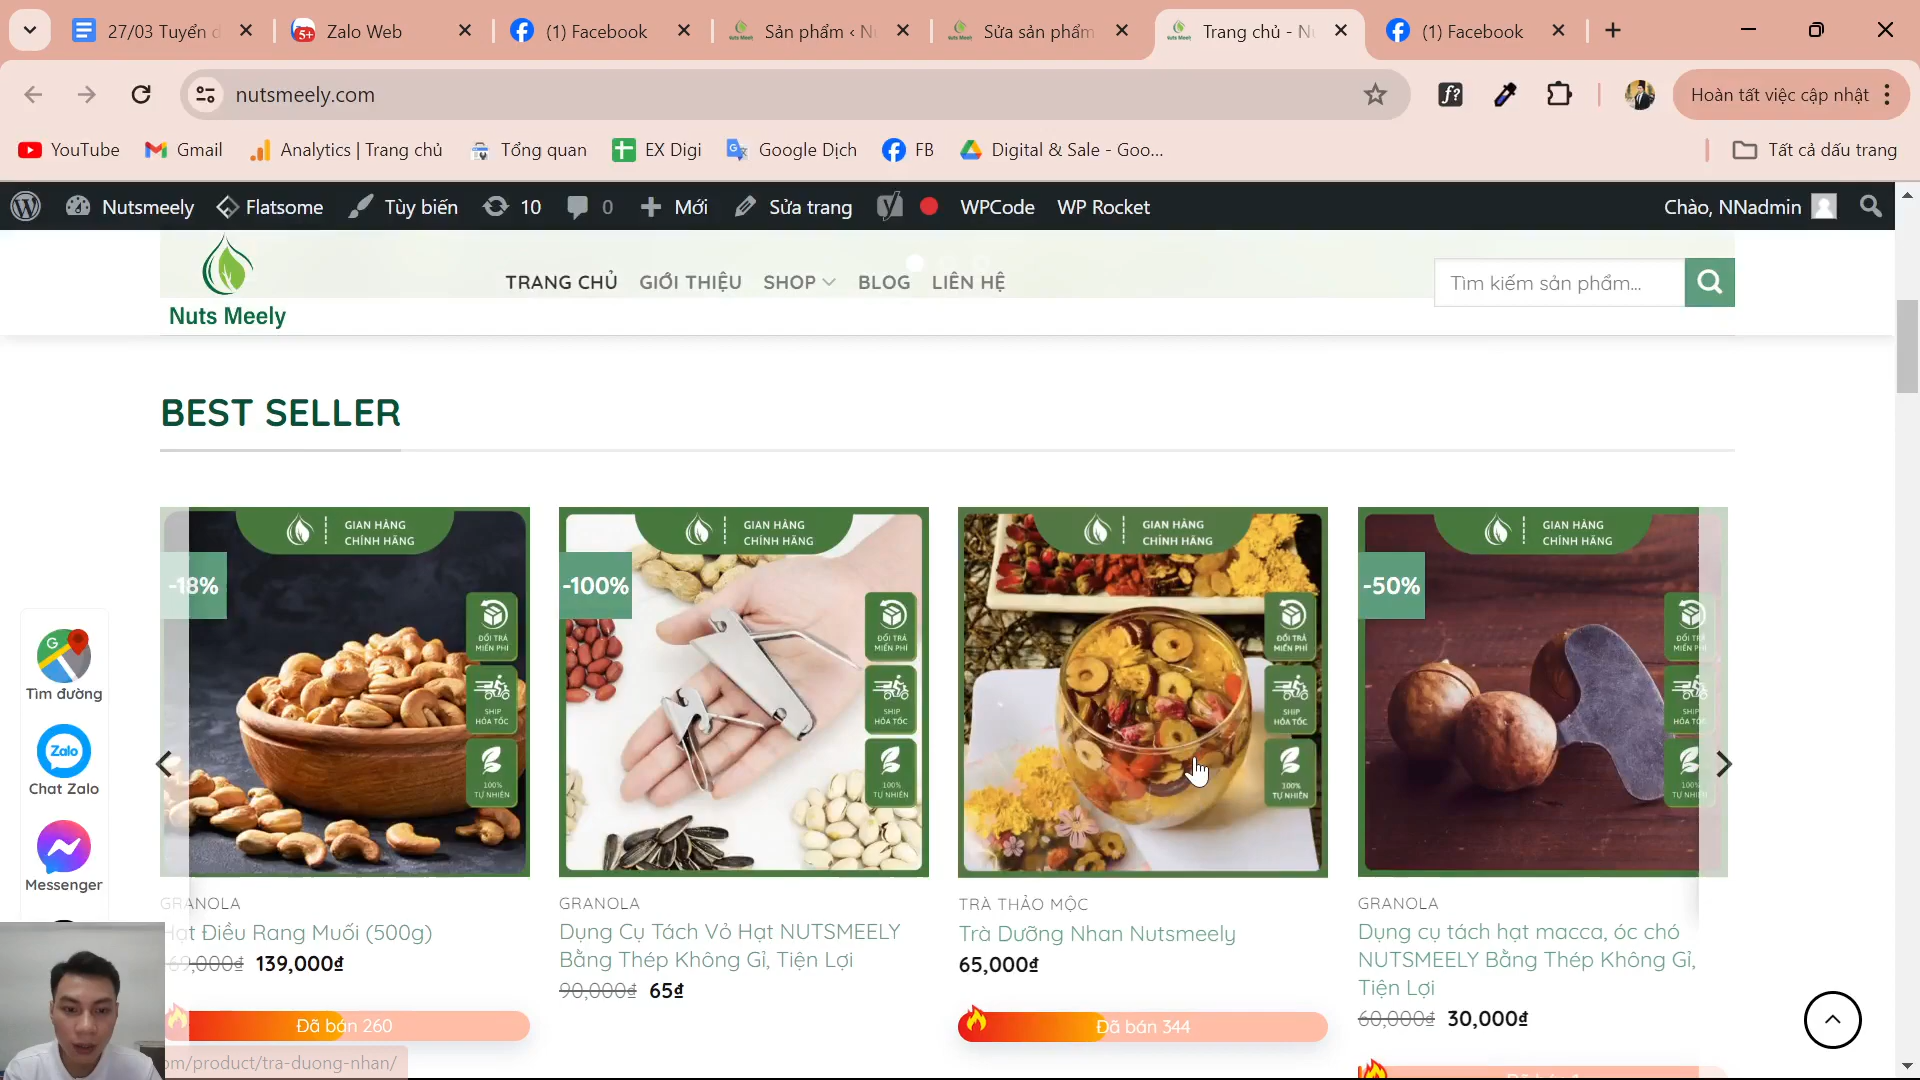 27/03 Tuyển d
Zalo Web
(1) Facebook
Sản phẩm ‹ N
Sửa sản phẩm
Trang chủ - N
(1) Facebook
nutsmeely.com
Hoàn tất việc cập nhật
YouTube
Gmail
Analytics | Trang chủ
Tổng quan
EX Digi
Google Dịch
FB
Digital & Sale - Goo...
Tất cả dấu trang
Nutsmeely
Flatsome
Tùy biến
10
0
Mới
Sửa trang
WPCode
WP Rocket
Chào, NNadmin
Nuts Meely
TRANG CHỦ
GIỚI THIỆU
SHOP
BLOG
LIÊN HỆ
Tìm kiếm sản phẩm...
BEST SELLER
GIAN HÀNG
CHÍNH HÃNG
-18%
ĐỔI TRẢ
MIỄN PHÍ
SHIP
HỎA TỐC
100%
TỰ NHIÊN
GIAN HÀNG
CHÍNH HÃNG
-100%
ĐỔI TRẢ
MIỄN PHÍ
SHIP
HỎA TỐC
100%
TỰ NHIÊN
GIAN HÀNG
CHÍNH HÃNG
ĐỔI TRẢ
MIỄN PHÍ
SHIP
HỎA TỐC
100%
TỰ NHIÊN
GIAN HÀNG
CHÍNH HÃNG
-50%
ĐỔI TRẢ
MIỄN PHÍ
SHIP
HỎA TỐC
100%
TỰ NHIÊN
Tìm đường
Zalo
Chat Zalo
Messenger
GRANOLA
Hạt Điều Rang Muối (500g)
69,000₫ 139,000₫
Đã bán 260
GRANOLA
Dụng Cụ Tách Vỏ Hạt NUTSMEELY
Bằng Thép Không Gỉ, Tiện Lợi
90,000₫ 65₫
TRÀ THẢO MỘC
Trà Dưỡng Nhan Nutsmeely
65,000₫
Đã bán 344
GRANOLA
Dụng cụ tách hạt macca, óc chó
NUTSMEELY Bằng Thép Không Gỉ,
Tiện Lợi
60,000₫ 30,000₫
om/product/tra-duong-nhan/